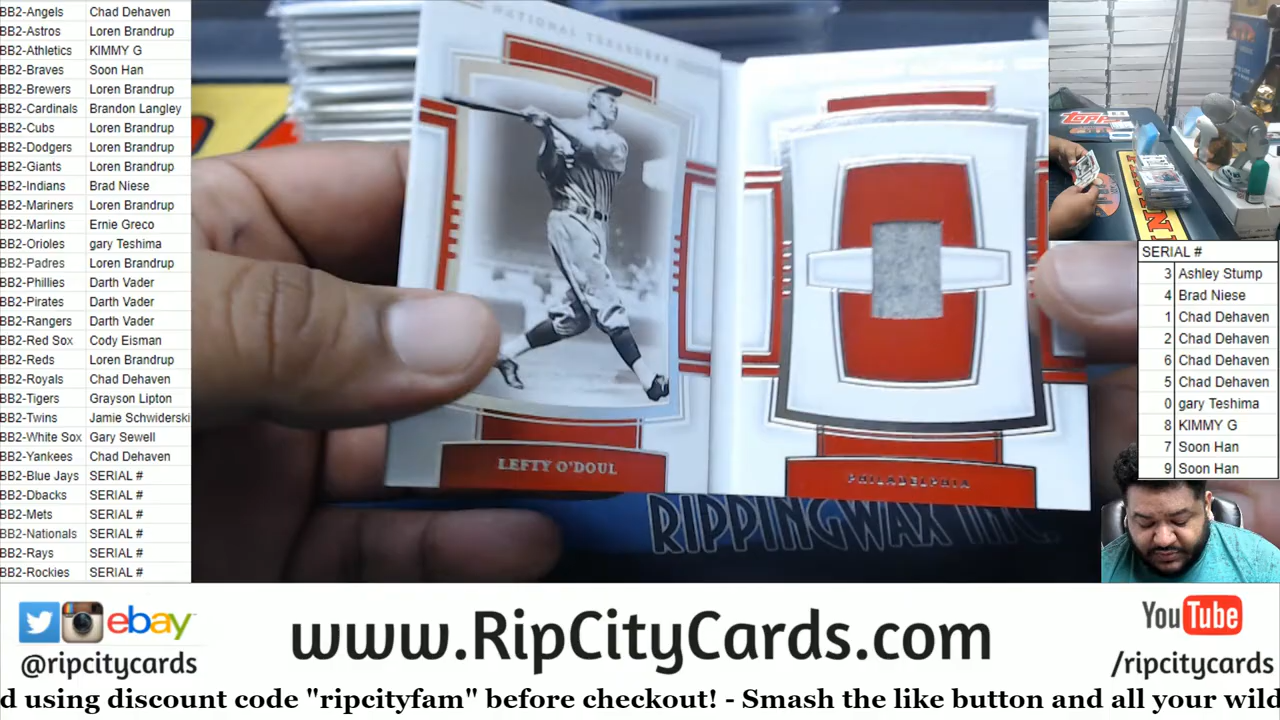 BB2-Angels Chad Dehaven
BB2-Astros Loren Brandrup
BB2-Athletics KIMMY G
BB2-Braves Soon Han
BB2-Brewers Loren Brandrup
BB2-Cardinals Brandon Langley
BB2-Cubs Loren Brandrup
BB2-Dodgers Loren Brandrup
BB2-Giants Loren Brandrup
BB2-Indians Brad Niese
BB2-Mariners Loren Brandrup
BB2-Marlins Ernie Greco
BB2-Orioles gary Teshima
BB2-Padres Loren Brandrup
BB2-Phillies Darth Vader
BB2-Pirates Darth Vader
BB2-Rangers Darth Vader
BB2-Red Sox Cody Eisman
BB2-Reds Loren Brandrup
BB2-Royals Chad Dehaven
BB2-Tigers Grayson Lipton
BB2-Twins Jamie Schwiderski
BB2-White Sox Gary Sewell
BB2-Yankees Chad Dehaven
BB2-Blue Jays SERIAL #
BB2-Dbacks SERIAL #
BB2-Mets SERIAL #
BB2-Nationals SERIAL #
BB2-Rays SERIAL #
BB2-Rockies SERIAL #
NATIONAL TREASURES
LEFTY O'DOUL
PHILADELPHIA
RIPPINGWAX INC.
topps
SERIAL #
3 Ashley Stump
4 Brad Niese
1 Chad Dehaven
2 Chad Dehaven
6 Chad Dehaven
5 Chad Dehaven
0 gary Teshima
8 KIMMY G
7 Soon Han
9 Soon Han
ebay
@ripcitycards
www.RipCityCards.com
YouTube
/ripcitycards
d using discount code "ripcityfam" before checkout! - Smash the like button and all your wild